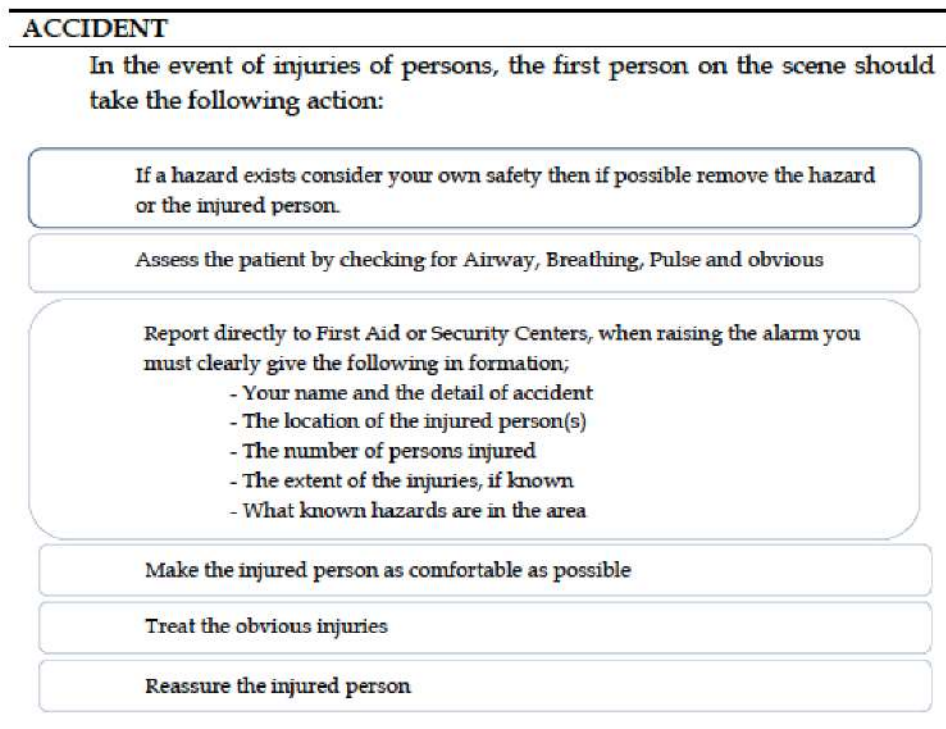 ACCIDENT
In the event of injuries of persons, the first person on the scene should
take the following action:
If a hazard exists consider your own safety then if possible remove the hazard
or the injured person.
Assess the patient by checking for Airway, Breathing, Pulse and obvious
Report directly to First Aid or Security Centers, when raising the alarm you
must clearly give the following in formation;
- Your name and the detail of accident
- The location of the injured person(s)
- The number of persons injured
- The extent of the injuries, if known
- What known hazards are in the area
Make the injured person as comfortable as possible
Treat the obvious injuries
Reassure the injured person